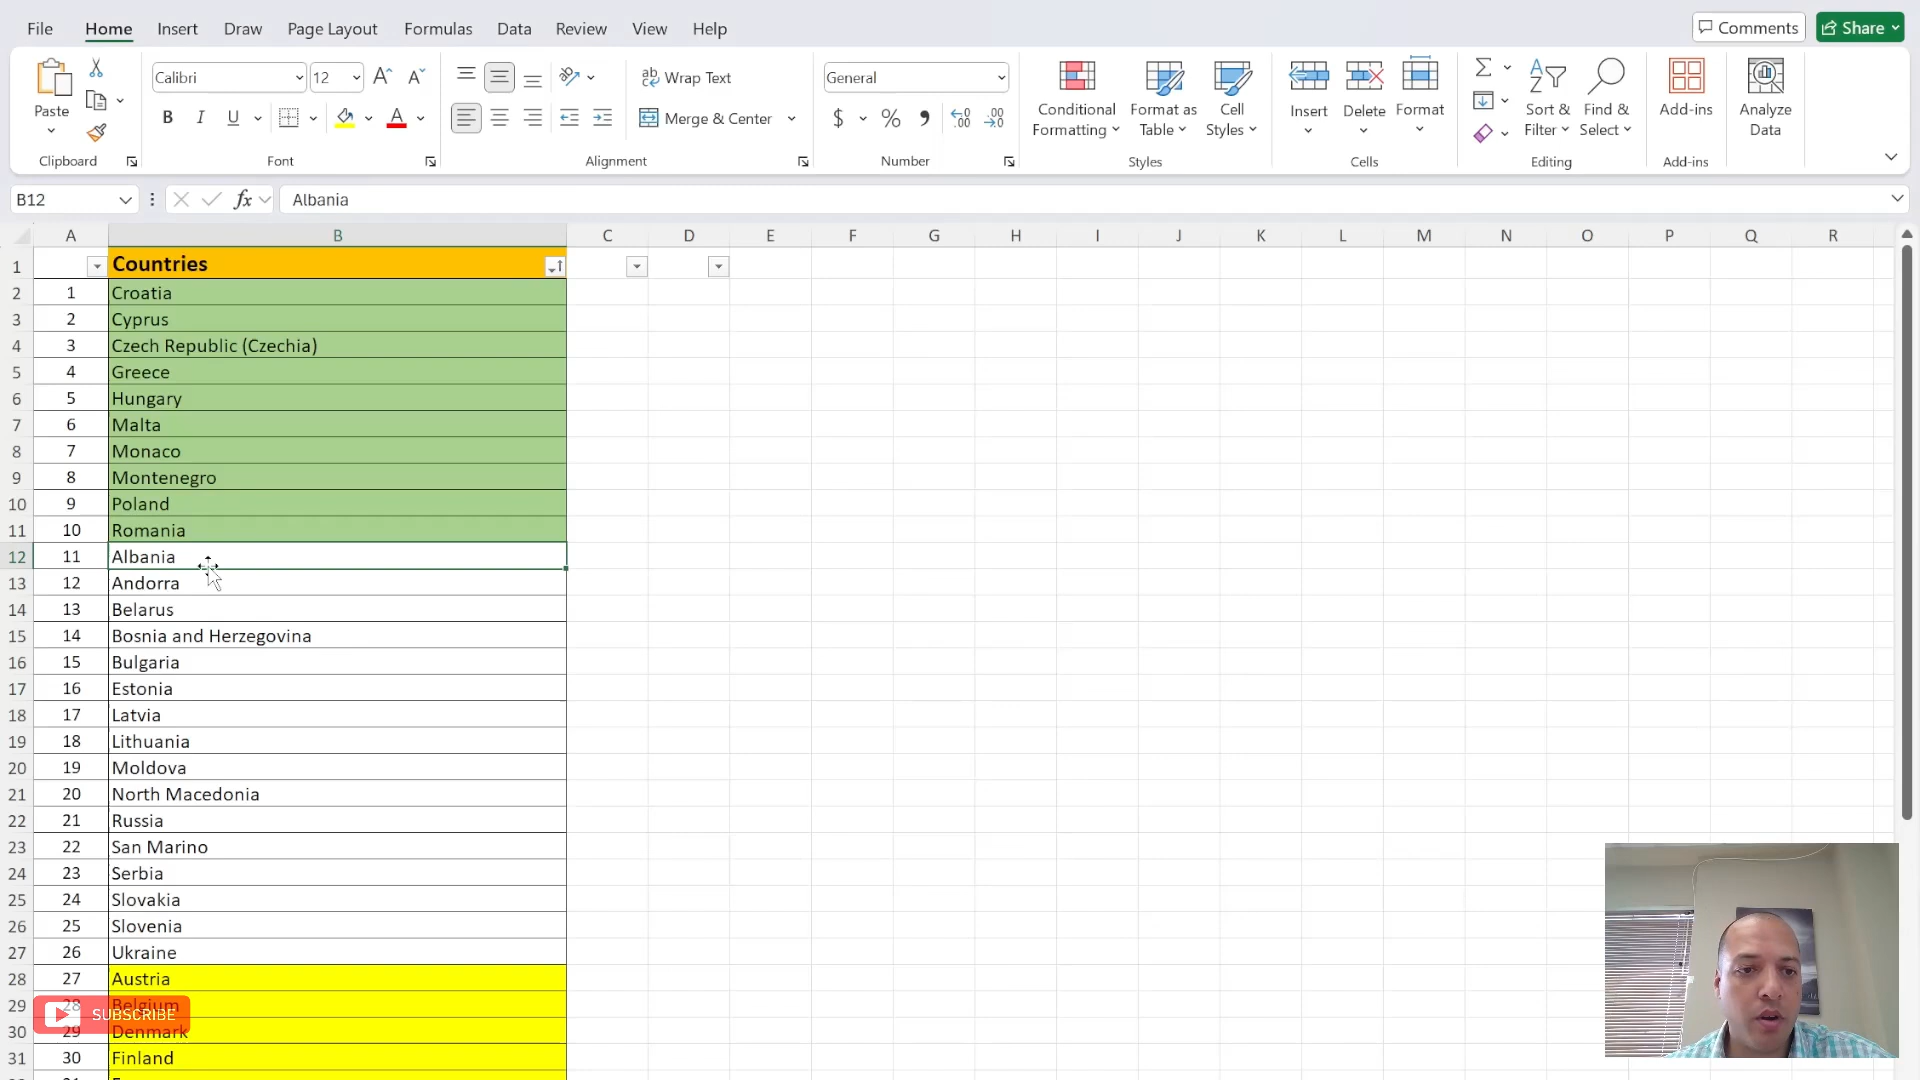 File Home Insert Draw Page Layout Formulas Data Review View Help Comments Share
Paste Calibri 12 A A ab Wrap Text General Conditional Formatting Format as Table Cell Styles Insert Delete Format Sort & Filter Find & Select Add-ins Analyze Data
B I U A Merge & Center $ % 9 .00
Clipboard Font Alignment Number Styles Cells Editing Add-ins
B12 fx Albania
A B C D E F G H I J K L M N O P Q R
1 Countries
2 1 Croatia
3 2 Cyprus
4 3 Czech Republic (Czechia)
5 4 Greece
6 5 Hungary
7 6 Malta
8 7 Monaco
9 8 Montenegro
10 9 Poland
11 10 Romania
12 11 Albania
13 12 Andorra
14 13 Belarus
15 14 Bosnia and Herzegovina
16 15 Bulgaria
17 16 Estonia
18 17 Latvia
19 18 Lithuania
20 19 Moldova
21 20 North Macedonia
22 21 Russia
23 22 San Marino
24 23 Serbia
25 24 Slovakia
26 25 Slovenia
27 26 Ukraine
28 27 Austria
29 28 Belgium
SUBSCRIBE
30 29 Denmark
31 30 Finland